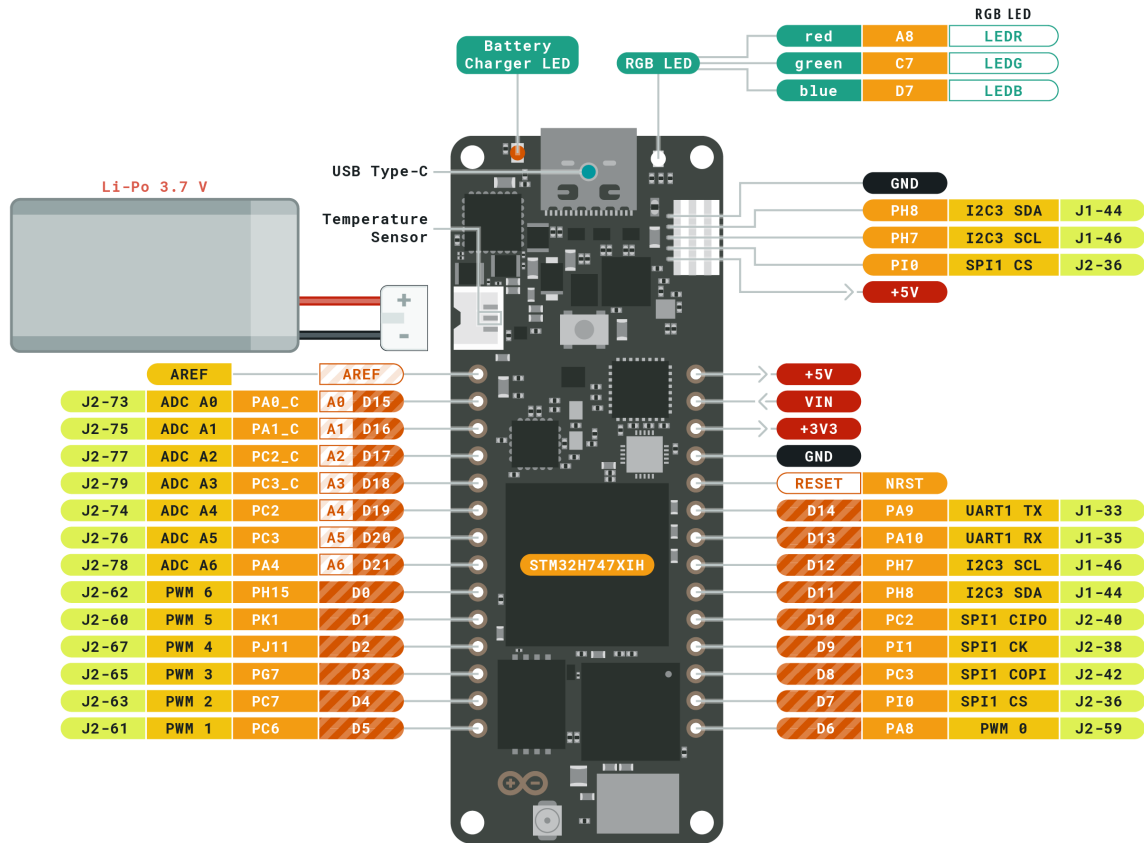 RGB LED
red A8 LEDR
green C7 LEDG
blue D7 LEDB
Battery
Charger LED
RGB LED
USB Type-C
Li-Po 3.7 V
Temperature
Sensor
+
-
GND
PH8 I2C3 SDA J1-44
PH7 I2C3 SCL J1-46
PI0 SPI1 CS J2-36
+5V
AREF AREF
J2-73 ADC A0 PA0_C A0 D15
J2-75 ADC A1 PA1_C A1 D16
J2-77 ADC A2 PC2_C A2 D17
J2-79 ADC A3 PC3_C A3 D18
J2-74 ADC A4 PC2 A4 D19
J2-76 ADC A5 PC3 A5 D20
J2-78 ADC A6 PA4 A6 D21
J2-62 PWM 6 PH15 D0
J2-60 PWM 5 PK1 D1
J2-67 PWM 4 PJ11 D2
J2-65 PWM 3 PG7 D3
J2-63 PWM 2 PC7 D4
J2-61 PWM 1 PC6 D5
STM32H747XIH
+5V
VIN
+3V3
GND
RESET NRST
D14 PA9 UART1 TX J1-33
D13 PA10 UART1 RX J1-35
D12 PH7 I2C3 SCL J1-46
D11 PH8 I2C3 SDA J1-44
D10 PC2 SPI1 CIPO J2-40
D9 PI1 SPI1 CK J2-38
D8 PC3 SPI1 COPI J2-42
D7 PI0 SPI1 CS J2-36
D6 PA8 PWM 0 J2-59